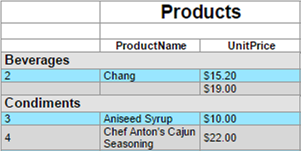 Products
ProductName UnitPrice
Beverages
2 Chang $15.20
$19.00
Condiments
3 Aniseed Syrup $10.00
4 Chef Anton's Cajun $22.00
Seasoning